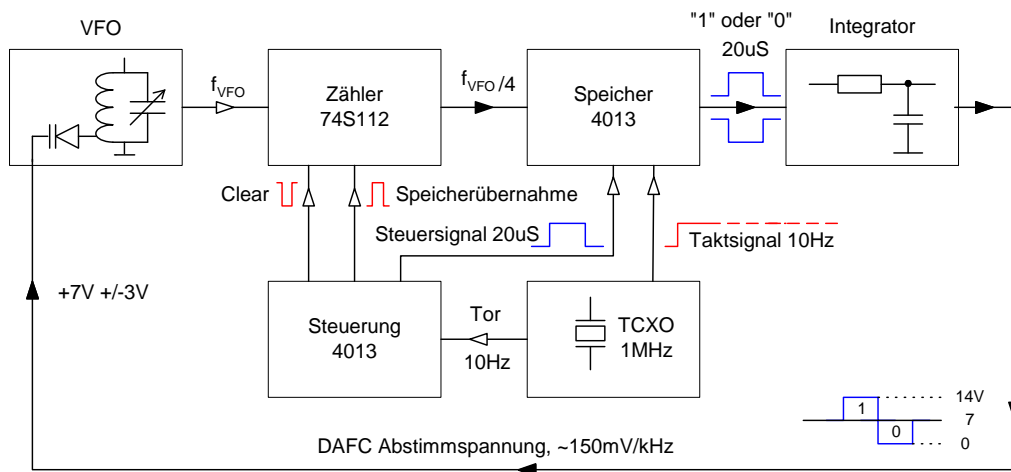 VFO
"1" oder "0"
20uS
Integrator
fVFO
Zähler
74S112
fVFO/4
Speicher
4013
Clear
Speicherübernahme
Steuersignal 20uS
Taktsignal 10Hz
+7V +/-3V
Steuerung
4013
Tor
10Hz
TCXO
1MHz
14V
1
7
0
0
DAFC Abstimmspannung, ~150mV/kHz